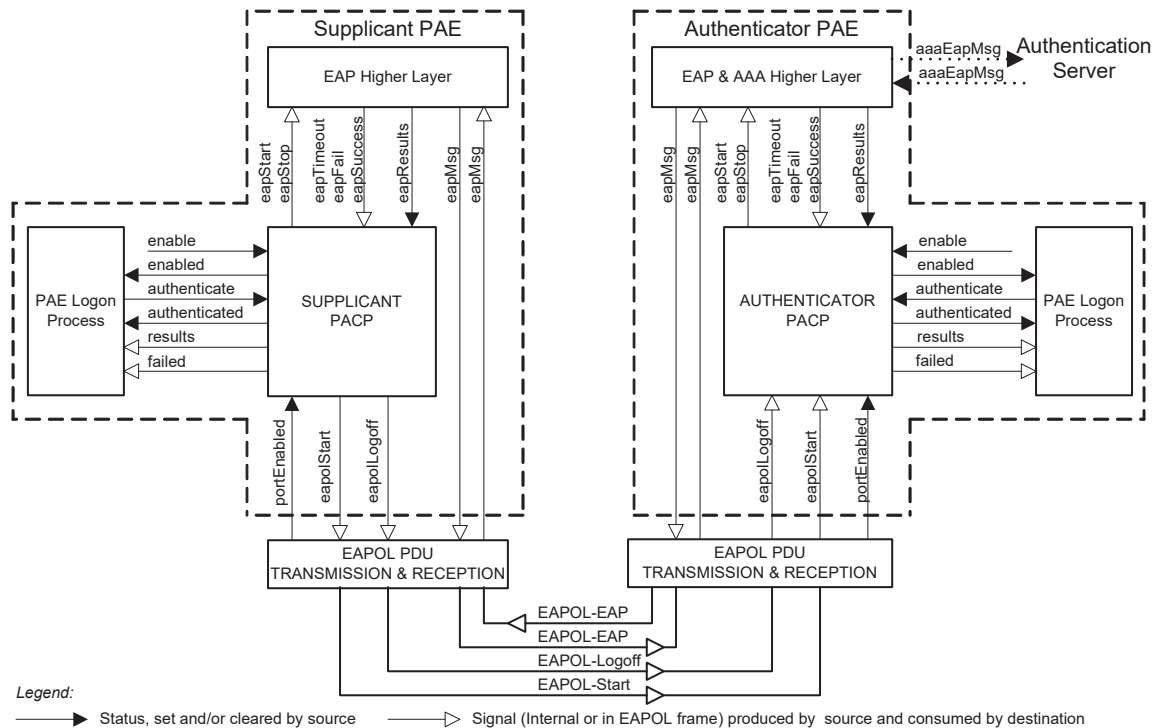 Supplicant PAE
Authenticator PAE
EAP Higher Layer
EAP & AAA Higher Layer
aaaEapMsg
aaaEapMsg
Authentication
Server
eapStart
eapStop
eapTimeout
eapFail
eapSuccess
eapResults
eapMsg
eapMsg
eapMsg
eapMsg
eapStart
eapStop
eapTimeout
eapFail
eapSuccess
eapResults
PAE Logon
Process
enable
enabled
authenticate
authenticated
results
failed
SUPPLICANT
PACP
AUTHENTICATOR
PACP
enable
enabled
authenticate
authenticated
results
failed
PAE Logon
Process
portEnabled
eapolStart
eapolLogoff
eapolLogoff
eapolStart
portEnabled
EAPOL PDU
TRANSMISSION & RECEPTION
EAPOL PDU
TRANSMISSION & RECEPTION
EAPOL-EAP
EAPOL-EAP
EAPOL-Logoff
EAPOL-Start
Legend:
Status, set and/or cleared by source
Signal (Internal or in EAPOL frame) produced by source and consumed by destination